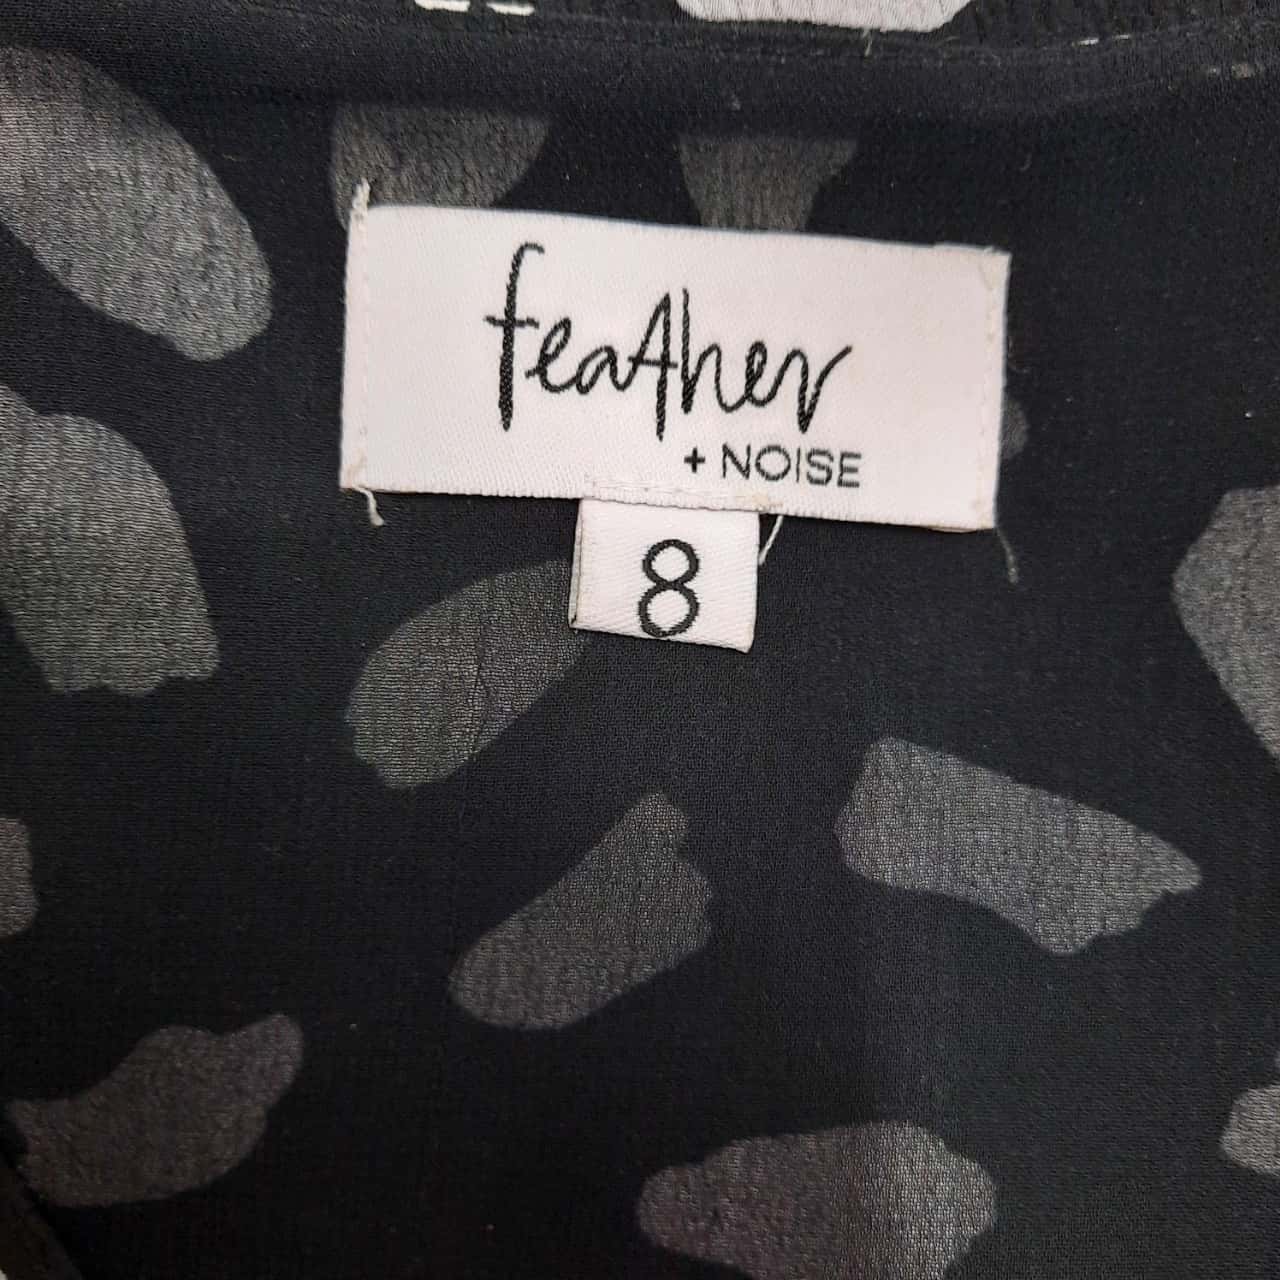 feather
+ NOISE
8